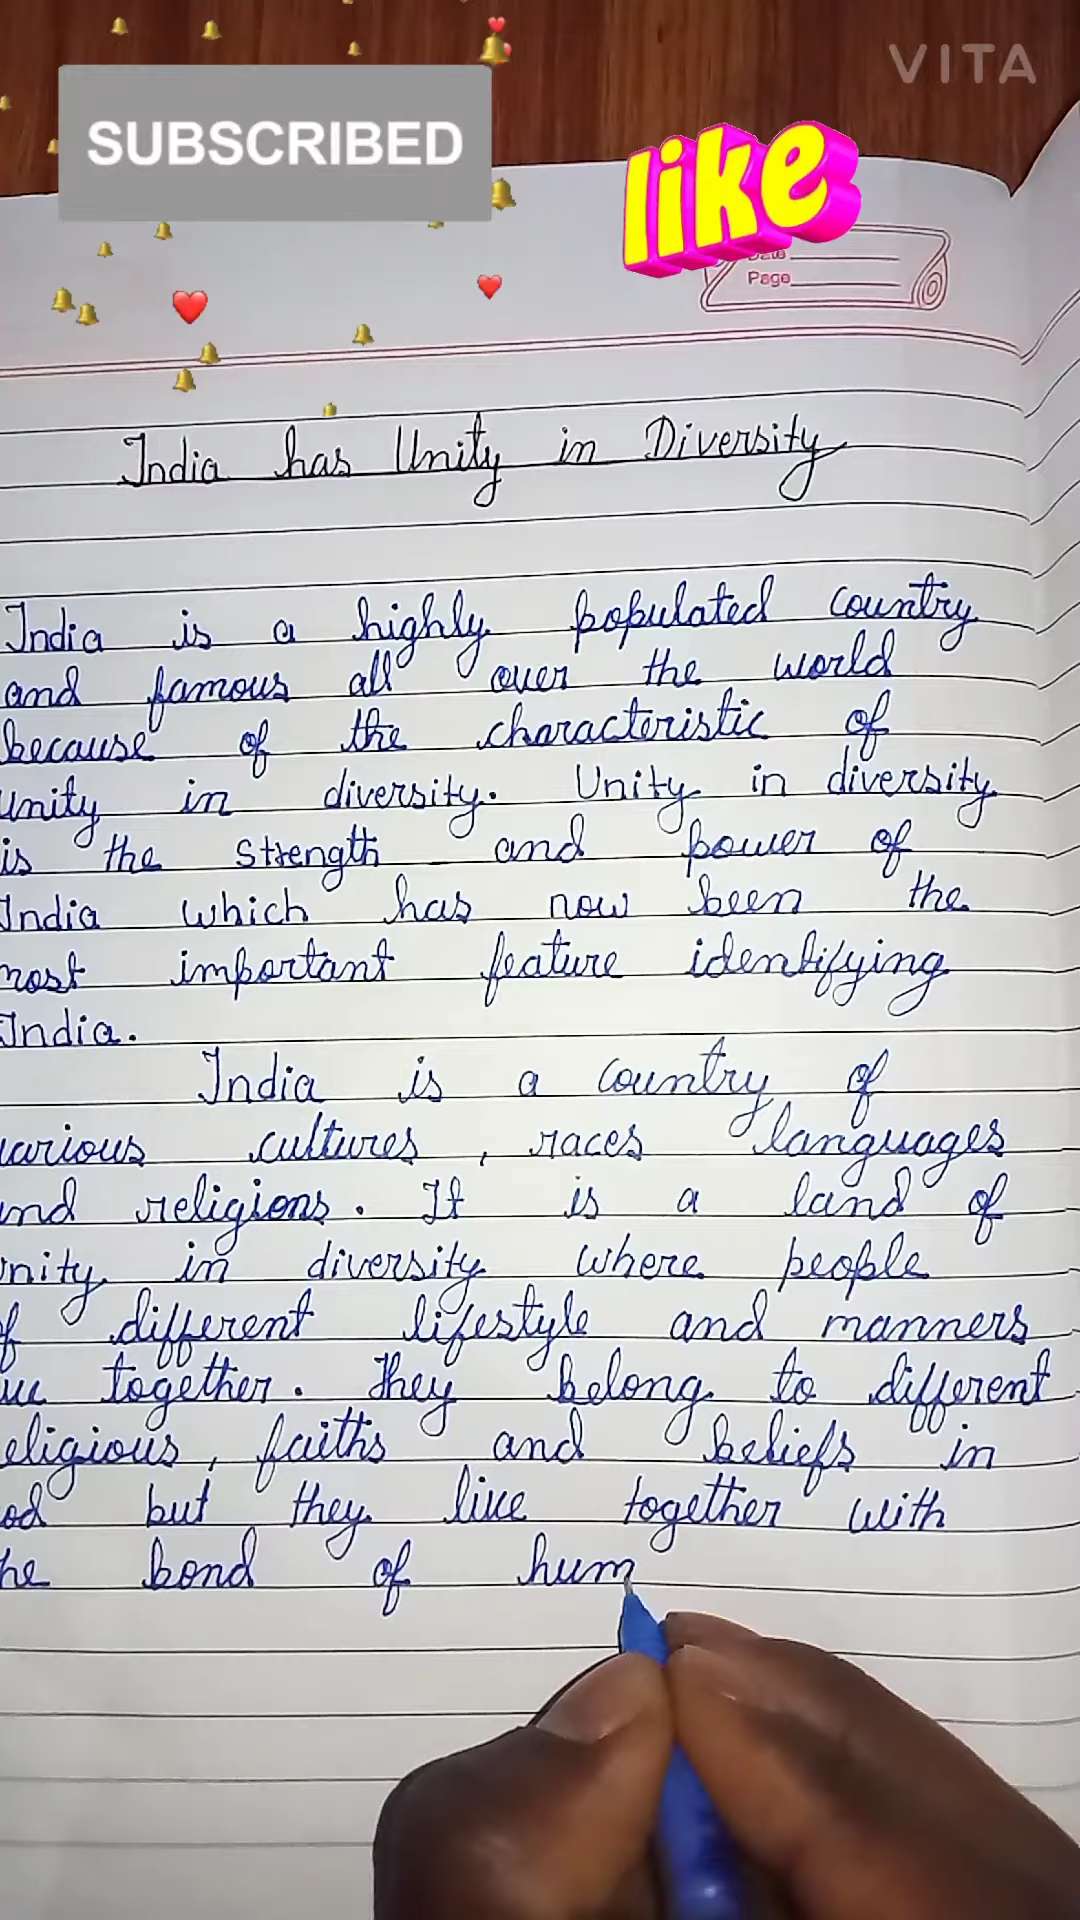 VITA
SUBSCRIBED
like
Date
Page
India has Unity in Diversity
India is a highly populated country
and famous all over the world
because of the characteristic of
unity in diversity. Unity in diversity
is the strength and power of
India which has now been the
most important feature identifying
India.
India is a country of
various cultures, races languages
and religions. It is a land of
unity in diversity where people
of different lifestyle and manners
together. They belong to different
religious, faiths and beliefs in
God but they live together with
the bond of hum